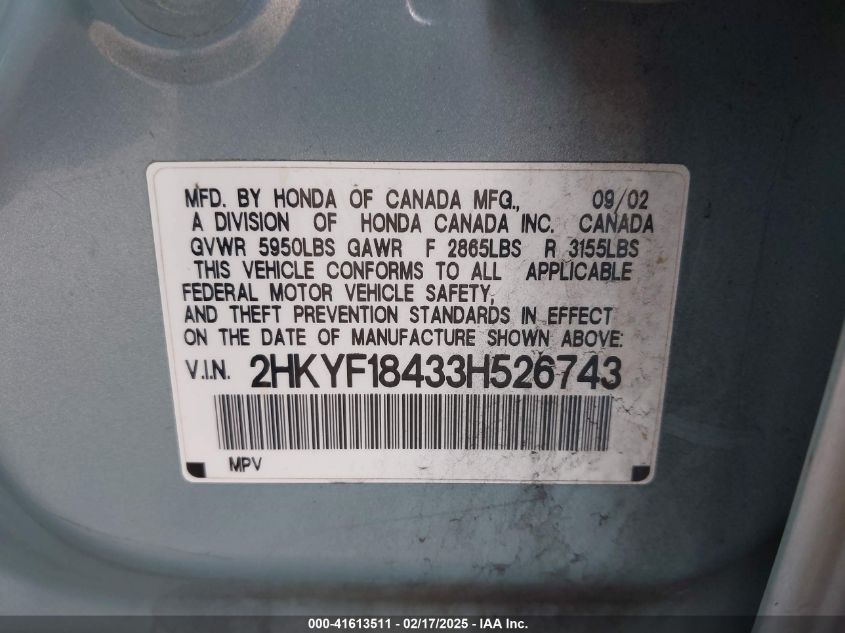 MFD. BY HONDA OF CANADA MFG., 09/02
A DIVISION OF HONDA CANADA INC. CANADA
GVWR 5950LBS GAWR F 2865LBS R 3155LBS
THIS VEHICLE CONFORMS TO ALL APPLICABLE
FEDERAL MOTOR VEHICLE SAFETY,
AND THEFT PREVENTION STANDARDS IN EFFECT
ON THE DATE OF MANUFACTURE SHOWN ABOVE:
V.I.N. 2HKYF18433H526743
MPV
000-41613511 - 02/17/2025 - IAA Inc.